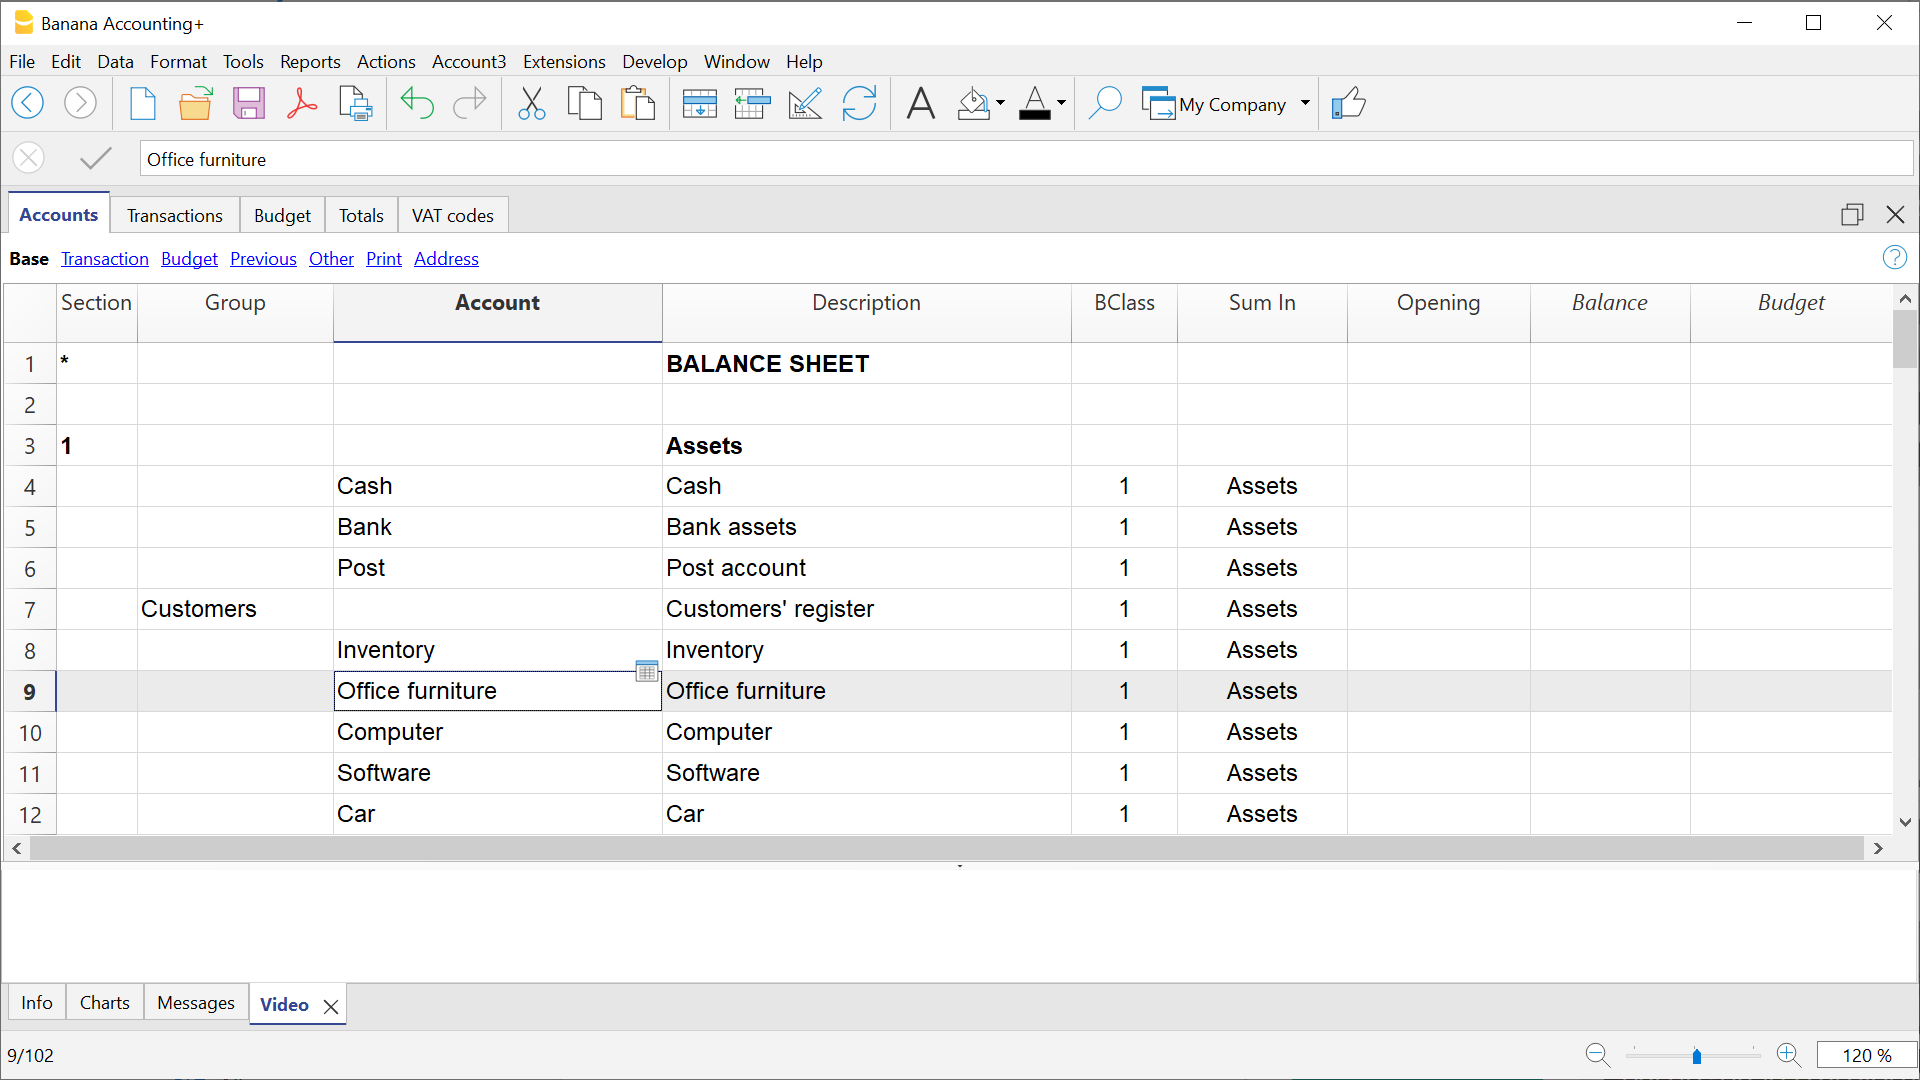 Banana Accounting+
File Edit Data Format Tools Reports Actions Account3 Extensions Develop Window Help
My Company
Office furniture
Accounts Transactions Budget Totals VAT codes
Base Transaction Budget Previous Other Print Address
Section Group Account Description BClass Sum In Opening Balance Budget
1 * BALANCE SHEET
2
3 1 Assets
4 Cash Cash 1 Assets
5 Bank Bank assets 1 Assets
6 Post Post account 1 Assets
7 Customers Customers' register 1 Assets
8 Inventory Inventory 1 Assets
9 Office furniture Office furniture 1 Assets
10 Computer Computer 1 Assets
11 Software Software 1 Assets
12 Car Car 1 Assets
Info Charts Messages Video
9/102 120 %